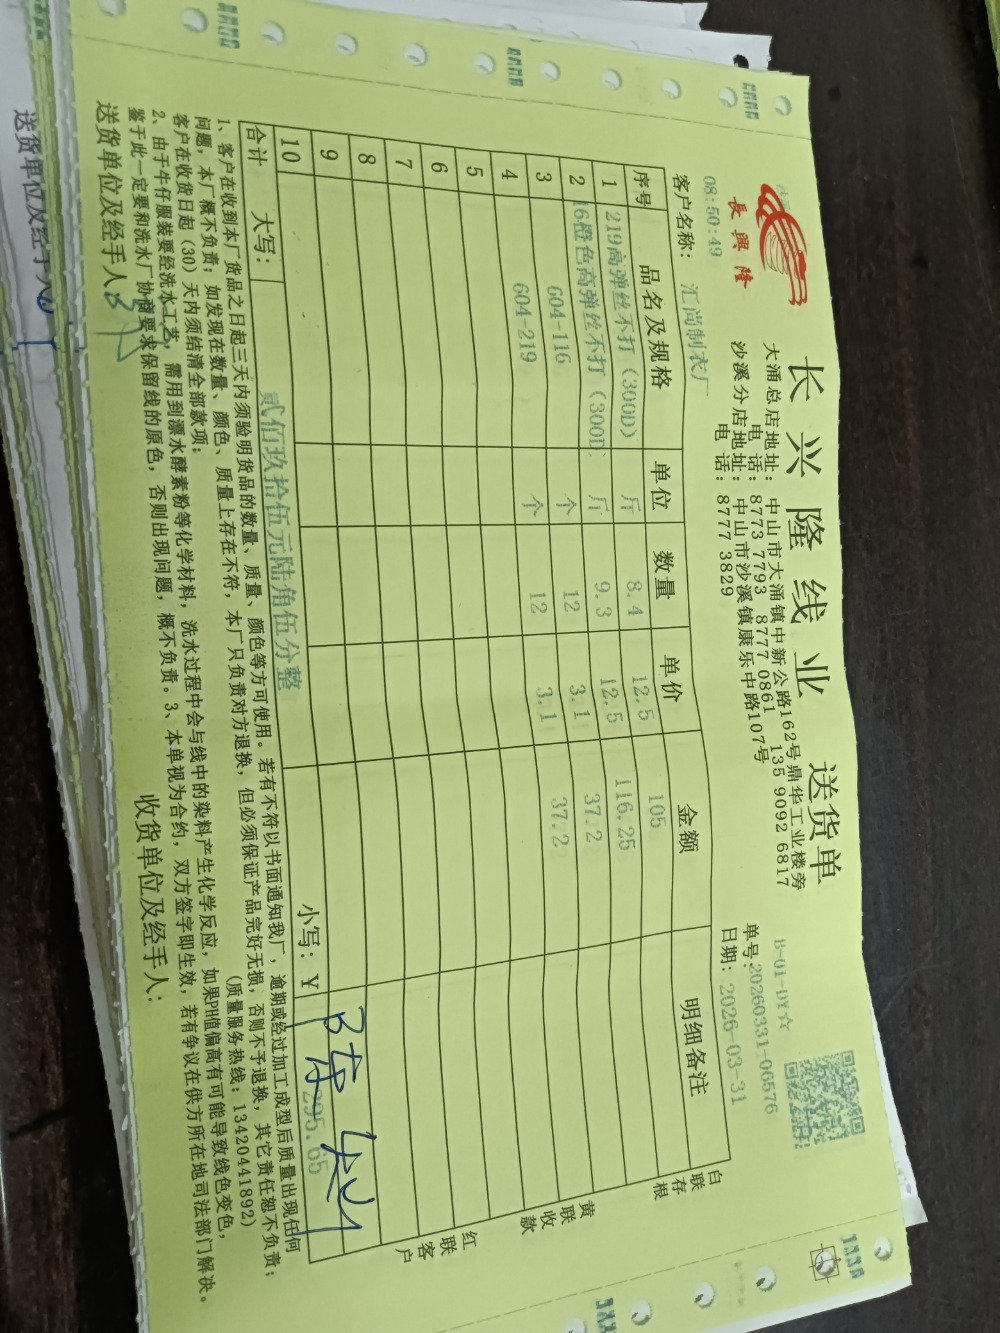 長興隆
长兴隆线业 送货单
大涌总店地址: 中山市大涌镇中新公路162号鼎华工业楼旁
电话: 8773 7793 8777 0861 135 9092 6817
沙溪分店地址: 中山市沙溪镇康乐中路107号
电话: 8777 3829
B-01-DY☆
单号:20260331-06576
日期: 2026-03-31
08:50:49
客户名称: 汇尚制衣厂
序号 品名及规格 单位 数量 单价 金额 明细备注
1 219高弹丝不打(300D) 斤 8.4 12.5 105
2 16橙色高弹丝不打(300D 斤 9.3 12.5 116.25
3 604-116 个 12 3.1 37.2
4 604-219 个 12 3.1 37.2
5
6
7
8
9
10
合计 大写: 贰佰玖拾伍元陆角伍分整 小写: ¥ 295.65
白联存根
黄联收款
红联客户
1、客户在收到本厂货品之日起三天内须验明货品的数量、质量、颜色等方可使用。若有不符以书面通知我厂,逾期或经过加工成型后质量出现任何
问题,本厂概不负责;如发现在数量、颜色、质量上存在不符,本厂只负责对方退换,但必须保证产品完好无损,否则不予退换,其它责任恕不负责;
客户在收货日起(30)天内须结清全部款项; (质量服务热线: 13420441892)
2、由于牛仔服装要经洗水工艺,需用到漂水酵素粉等化学材料,洗水过程中会与线中的染料产生化学反应,如果PH值偏高有可能导致线色变色,
鉴于此一定要和洗水厂协商要求保留线的原色,否则出现问题,概不负责。3、本单视为合约,双方签字即生效,若有争议在供方所在地司法部门解决。
送货单位及经手人: 收货单位及经手人:
送货单位及经手人